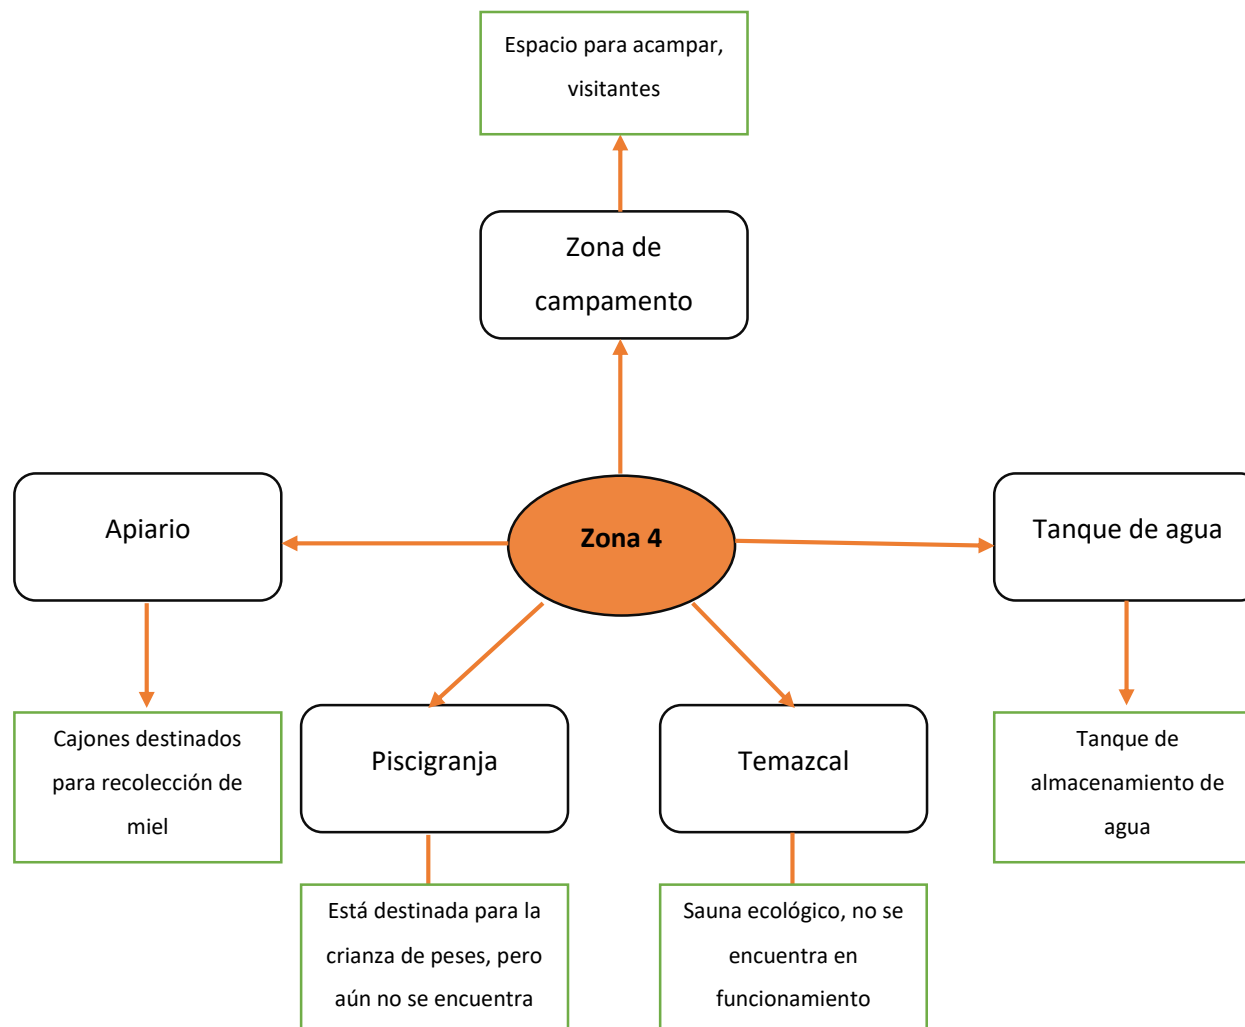 Espacio para acampar,
visitantes
Zona de
campamento
Apiario
Zona 4
Tanque de agua
Cajones destinados
para recolección de
miel
Piscigranja
Temazcal
Tanque de
almacenamiento de
agua
Está destinada para la
crianza de peses, pero
aún no se encuentra
Sauna ecológico, no se
encuentra en
funcionamiento